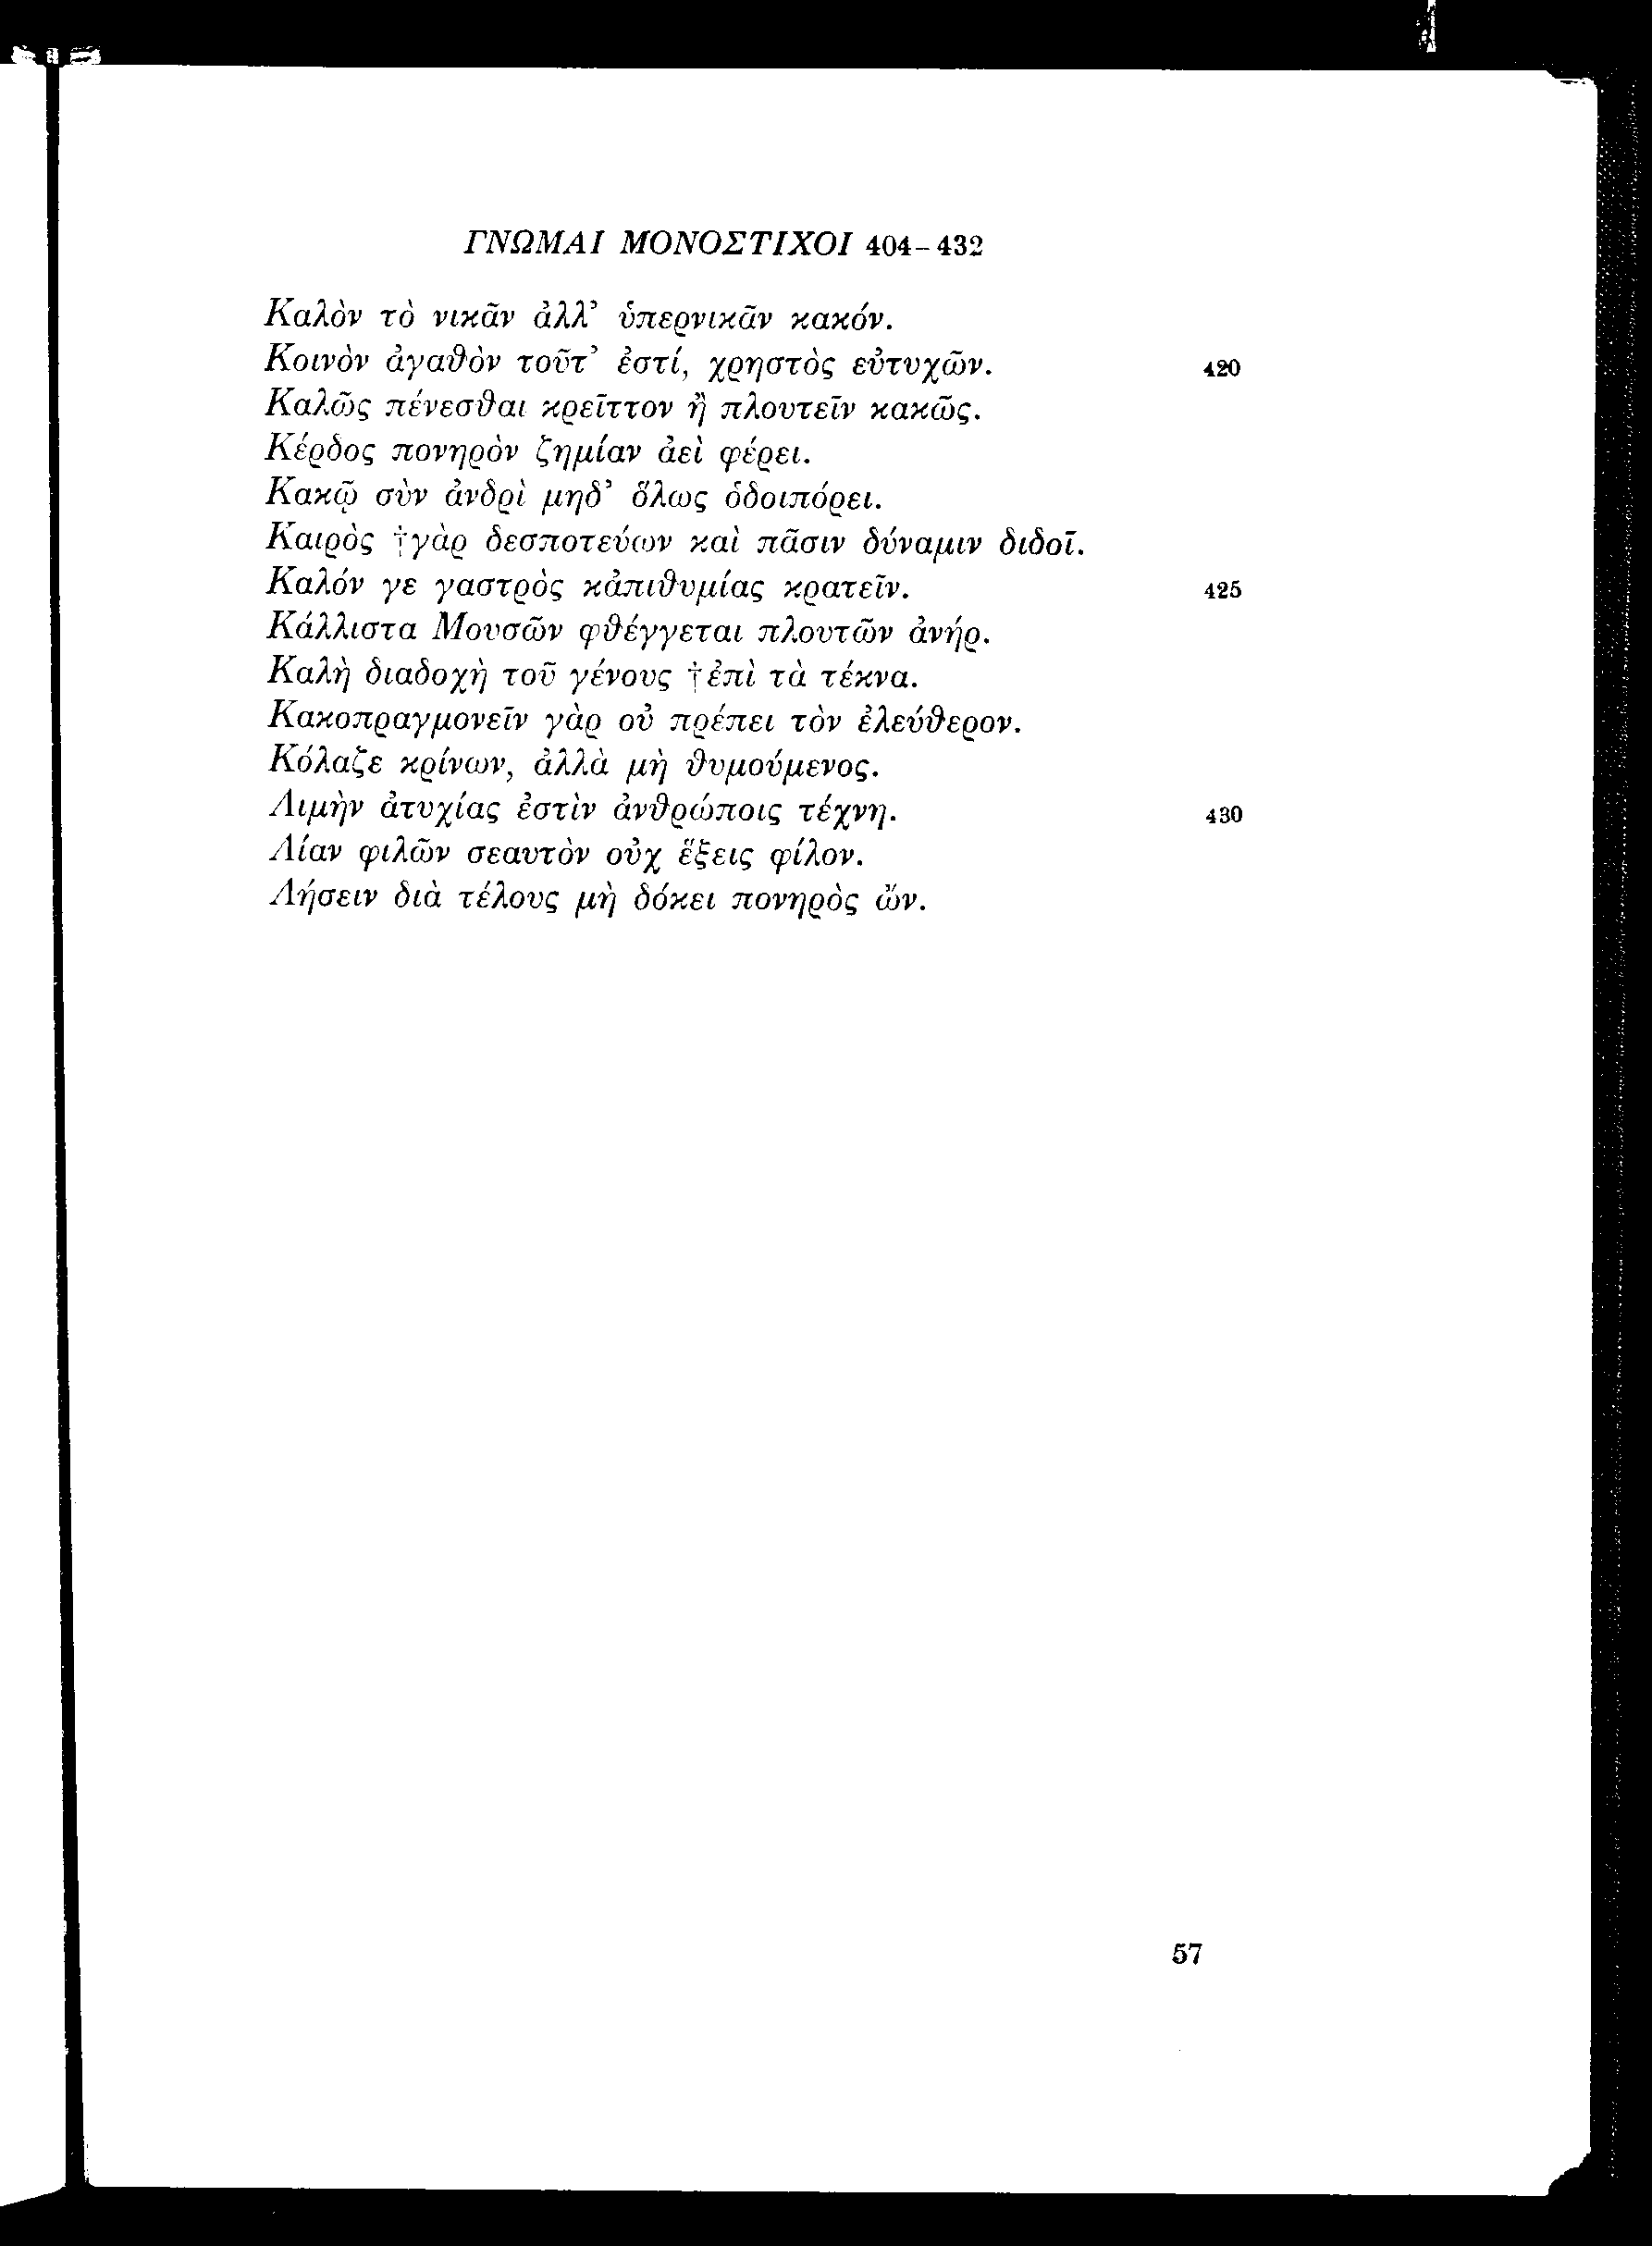 ΓΝΩΜΑΙ ΜΟΝΟΣΤΙΧΟΙ 404-432
Καλὸν τὸ νικᾶν ἀλλ’ ὑπερνικᾶν κακόν.
Κοινὸν ἀγαθὸν τοῦτ’ ἐστί, χρηστὸς εὐτυχῶν. 420
Καλῶς πένεσθαι κρεῖττον ἢ πλουτεῖν κακῶς.
Κέρδος πονηρὸν ζημίαν ἀεὶ φέρει.
Κακῷ σὺν ἀνδρὶ μηδ’ ὅλως ὁδοιπόρει.
Καιρὸς †γὰρ δεσποτεύων καὶ πᾶσιν δύναμιν διδοῖ.
Καλόν γε γαστρὸς κἀπιθυμίας κρατεῖν. 425
Κάλλιστα Μουσῶν φθέγγεται πλουτῶν ἀνήρ.
Καλὴ διαδοχὴ τοῦ γένους †ἐπὶ τὰ τέκνα.
Κακοπραγμονεῖν γὰρ οὐ πρέπει τὸν ἐλεύθερον.
Κόλαζε κρίνων, ἀλλὰ μὴ θυμούμενος.
Λιμὴν ἀτυχίας ἐστὶν ἀνθρώποις τέχνη. 430
Λίαν φιλῶν σεαυτὸν οὐχ ἕξεις φίλον.
Λήσειν διὰ τέλους μὴ δόκει πονηρὸς ὤν.
57